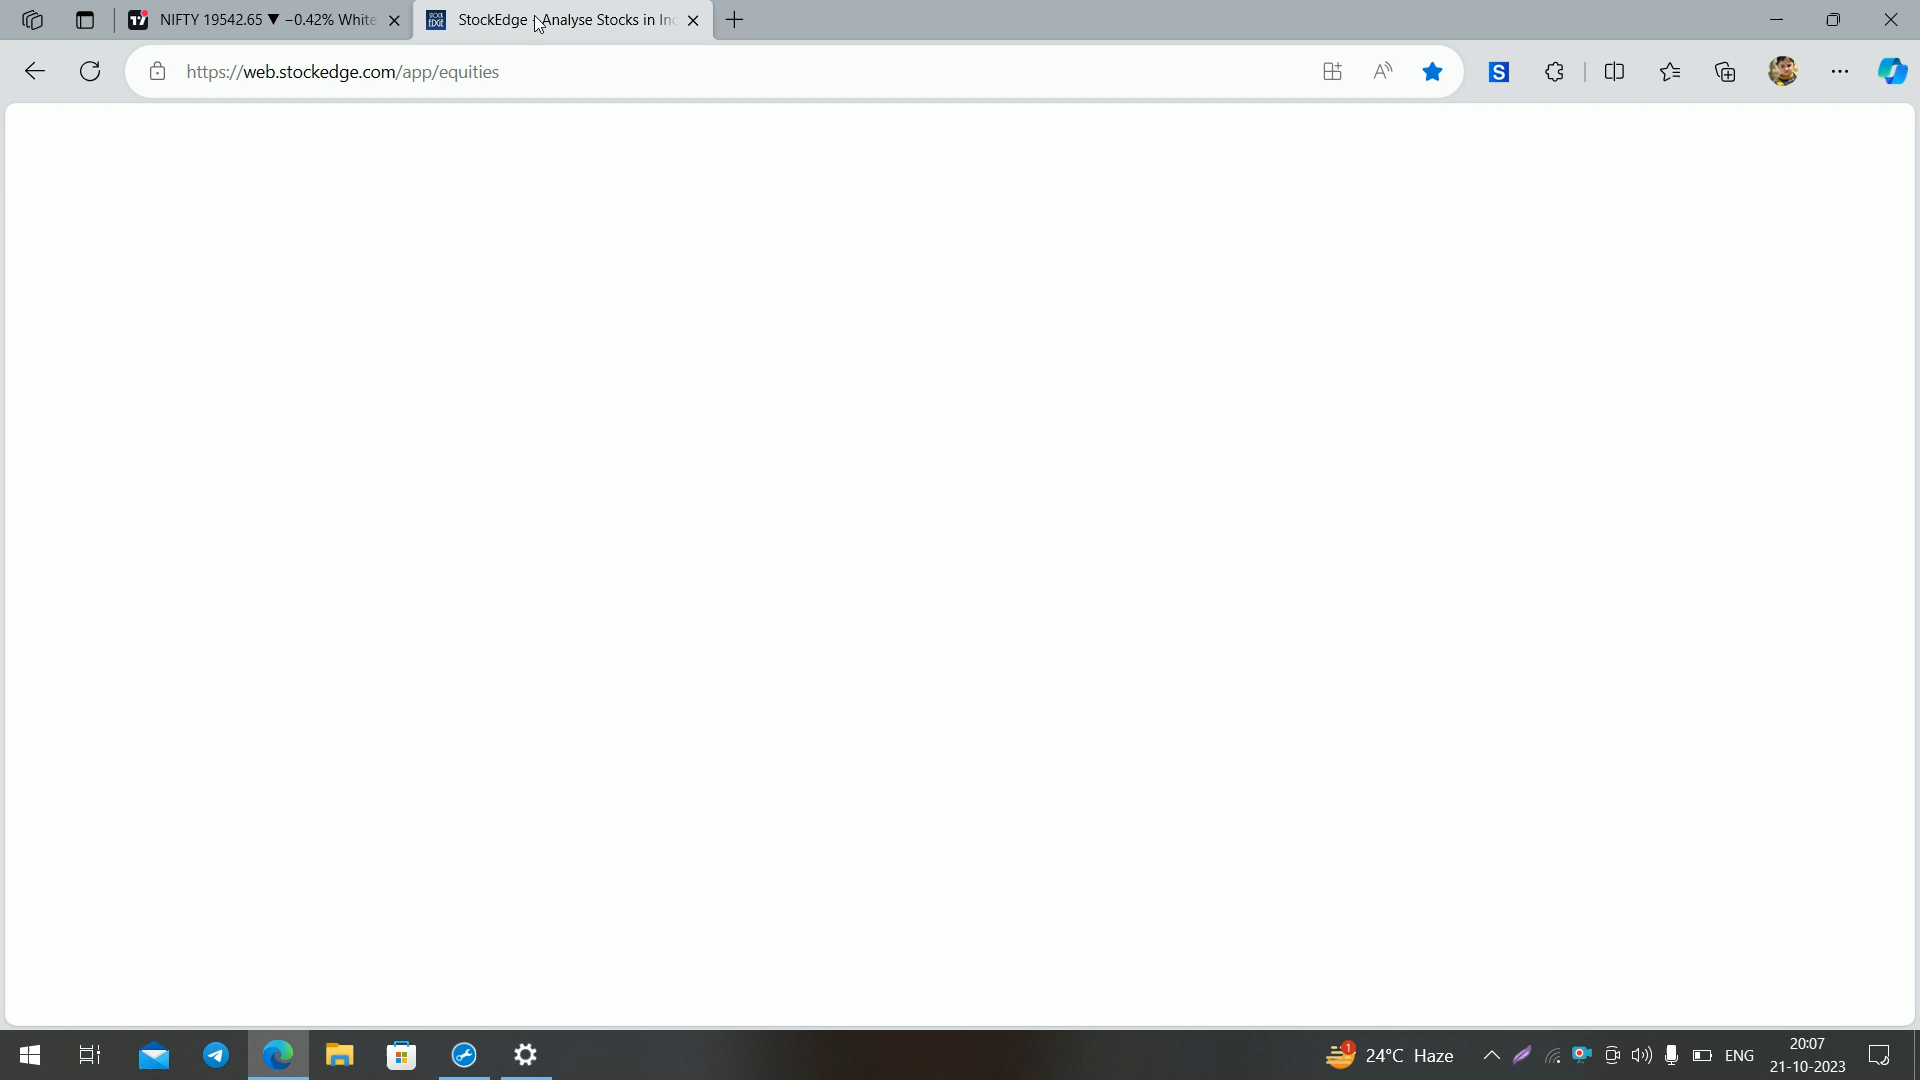 NIFTY 19542.65 ▼ −0.42% White
StockEdge : Analyse Stocks in Inc
https://web.stockedge.com/app/equities
24°C Haze
ENG
20:07
21-10-2023